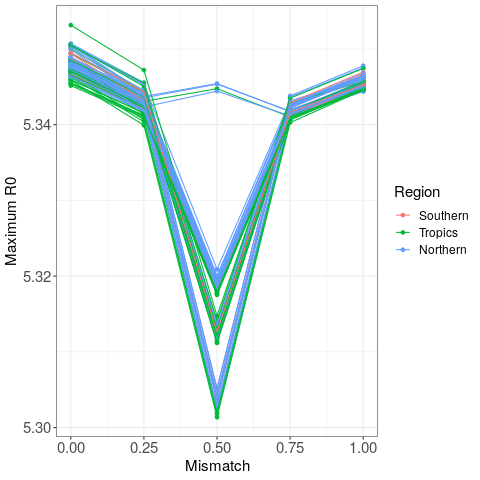 5.34
5.32
5.30
Maximum R0
0.00 0.25 0.50 0.75 1.00
Mismatch
Region
Southern
Tropics
Northern